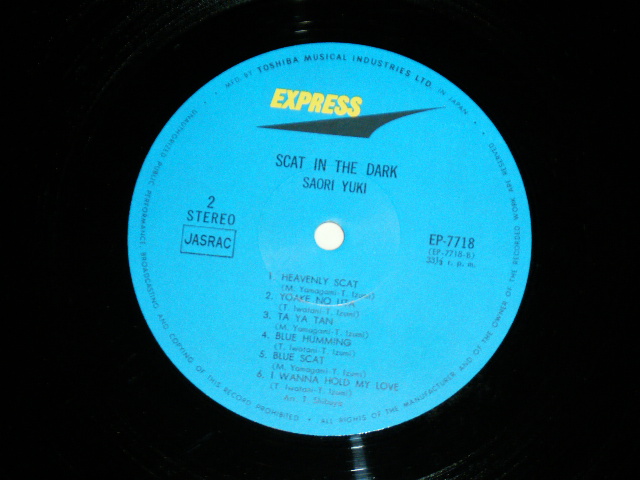 MFD. BY TOSHIBA MUSICAL INDUSTRIES LTD. IN JAPAN
EXPRESS
SCAT IN THE DARK
SAORI YUKI
2
STEREO
JASRAC
EP-7718
(EP-7718-B)
33⅓ r. p. m.
1. HEAVENLY SCAT
(M. Yamagami-T. Izumi)
2. YOAKE NO UTA
(T. Iwatani-T. Izumi)
3. TA YA TAN
(M. Yamagami-T. Izumi)
4. BLUE HUMMING
(T. Iwatani-T. Izumi)
5. BLUE SCAT
(M. Yamagami-T. Izumi)
6. I WANNA HOLD MY LOVE
(T. Iwatani-T. Izumi)
Arr. T. Shibuya
UNAUTHORIZED PUBLIC PERFORMANCE BROADCASTING AND COPYING OF THIS RECORD PROHIBITED • ALL RIGHTS OF THE MANUFACTURER AND OF THE OWNER OF THE RECORDED WORK ARE RESERVED